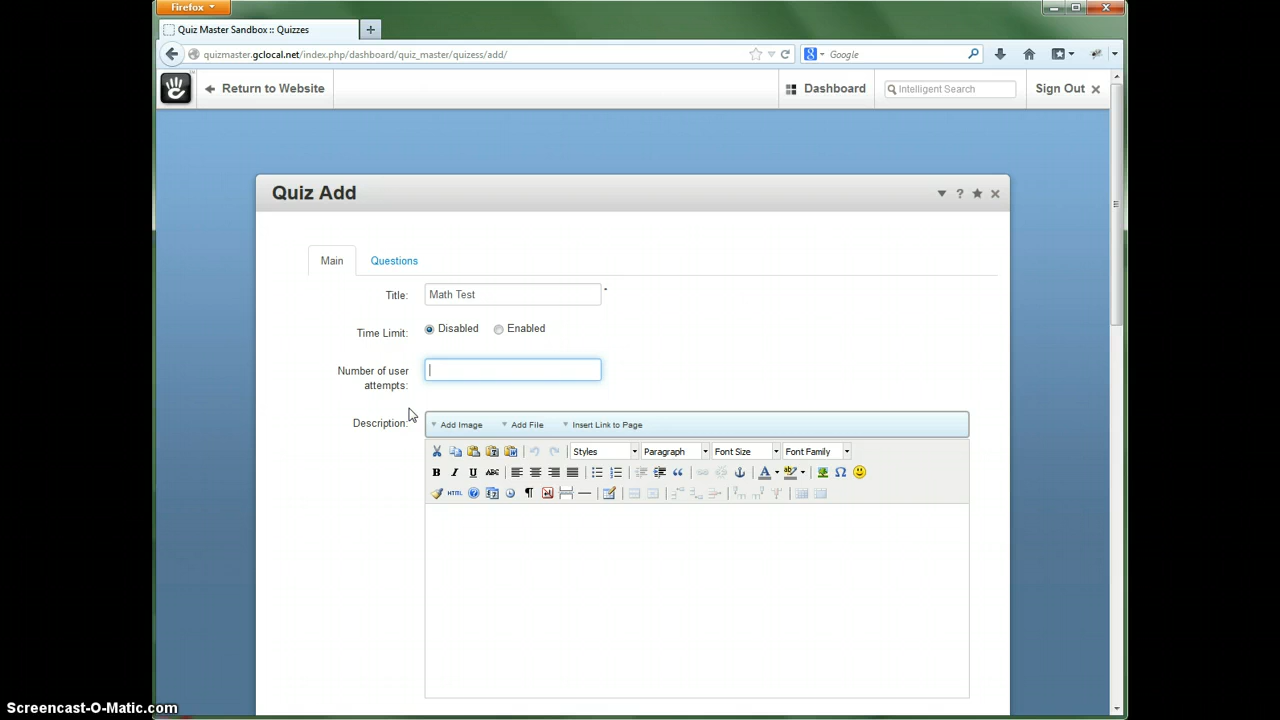 Firefox
Quiz Master Sandbox :: Quizzes
quizmaster.gclocal.net/index.php/dashboard/quiz_master/quizess/add/
Google
Return to Website
Dashboard
Intelligent Search
Sign Out
Quiz Add
Main
Questions
Title:
Math Test
*
Time Limit:
Disabled
Enabled
Number of user
attempts:
Description:
Add Image
Add File
Insert Link to Page
Styles
Paragraph
Font Size
Font Family
B I U ABC
HTML
Screencast-O-Matic.com